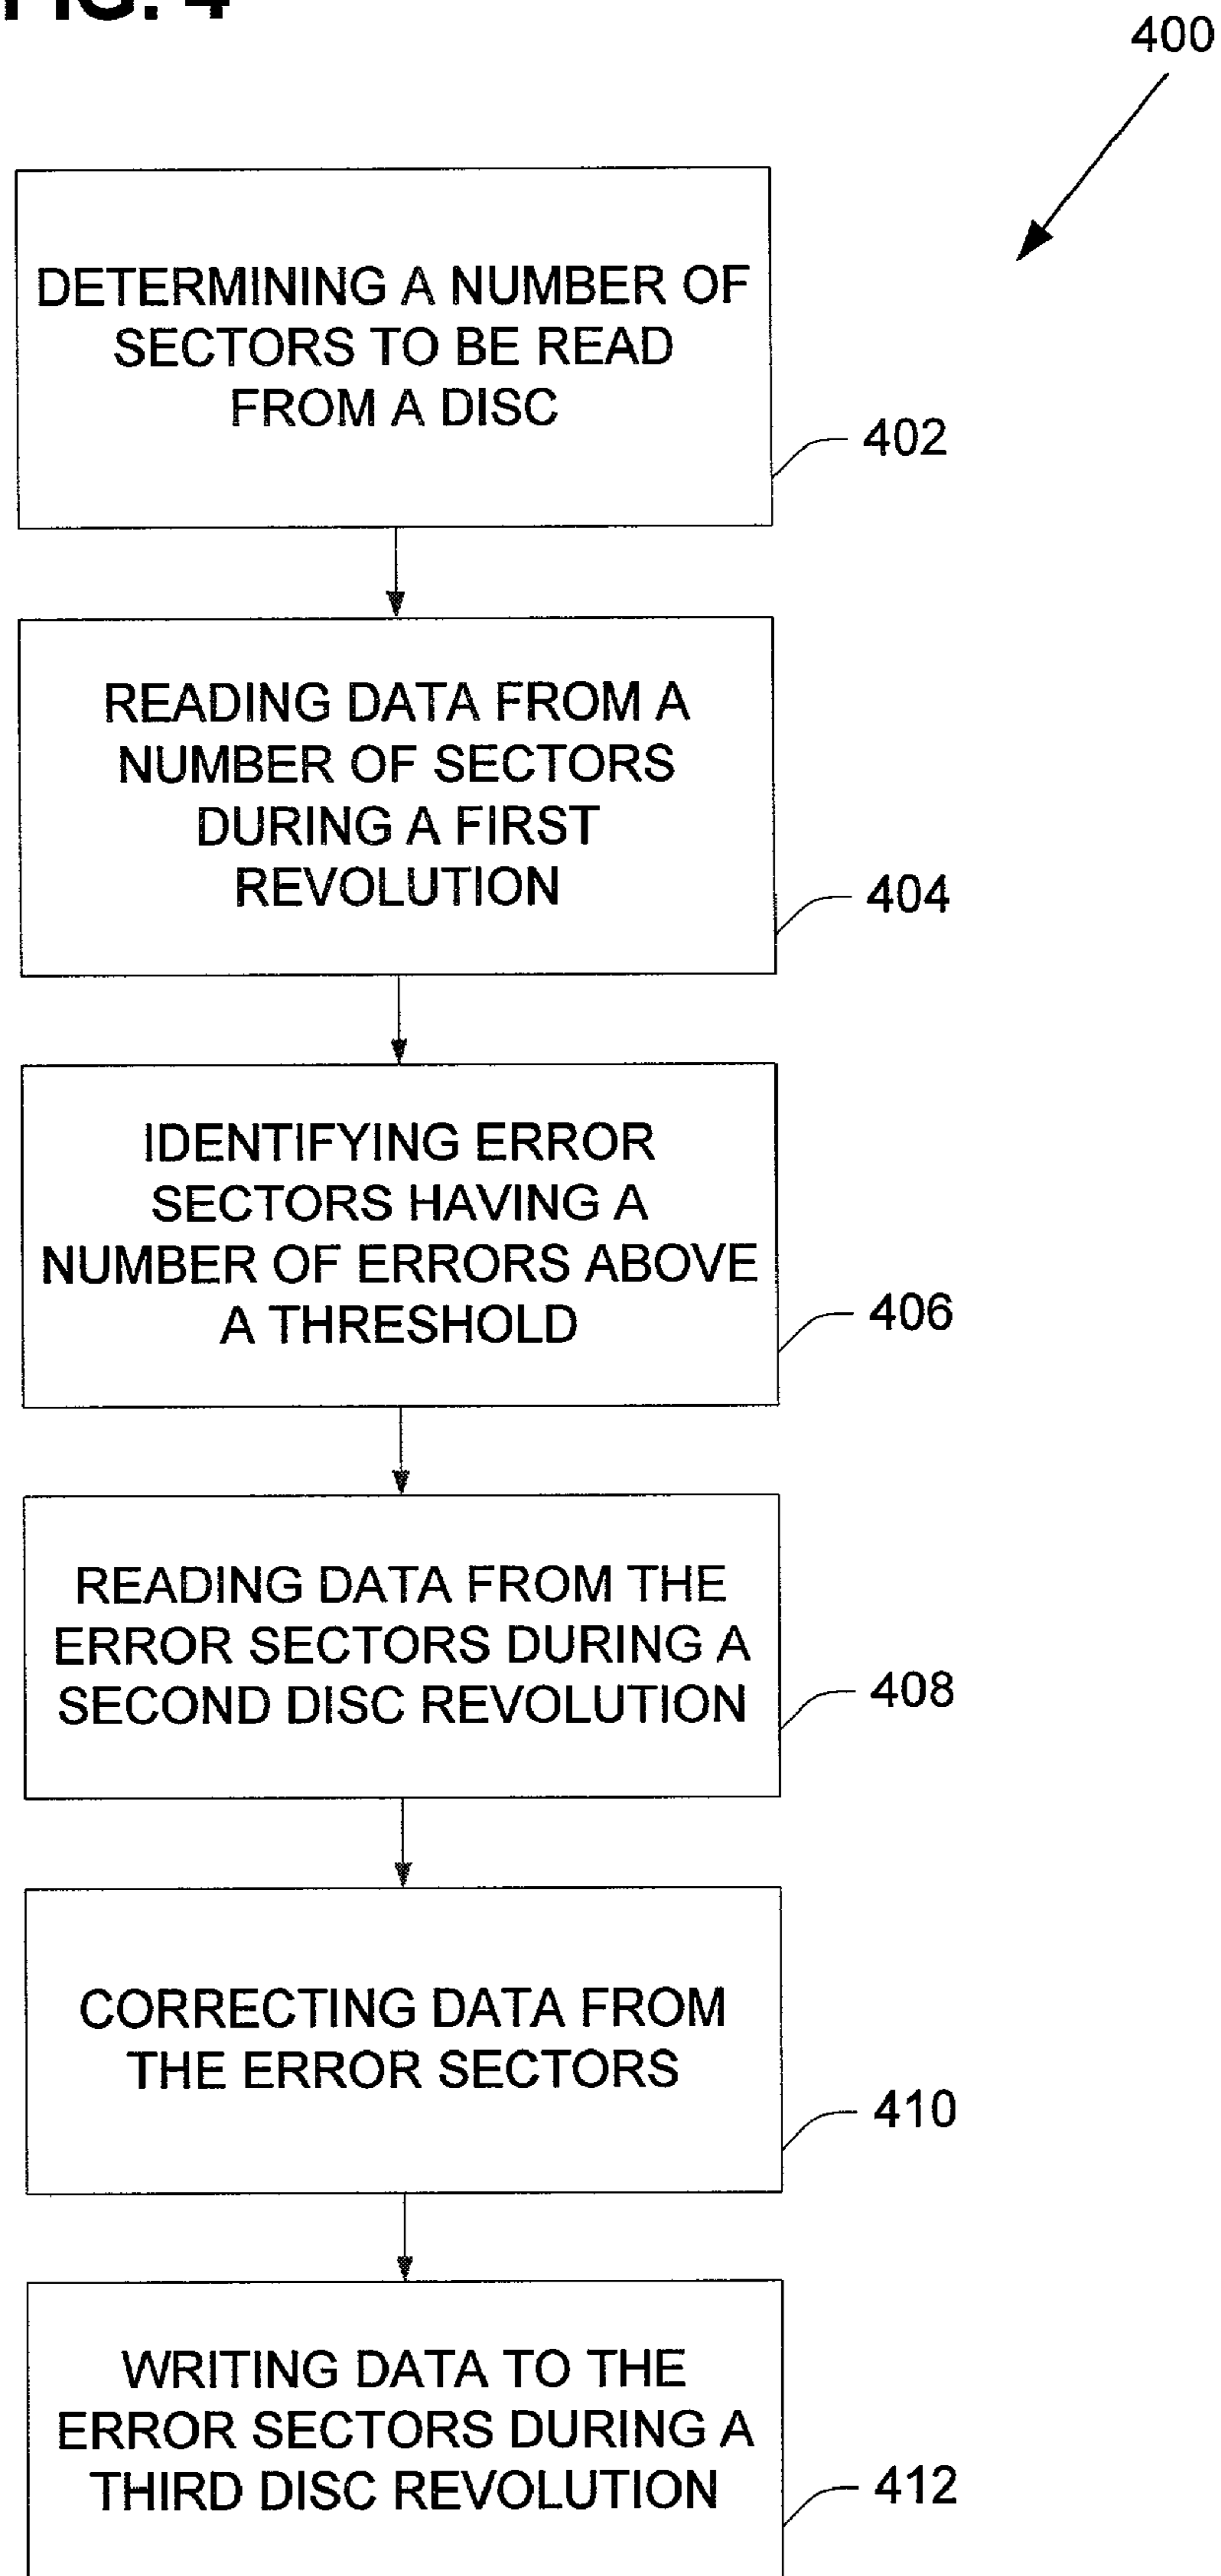 FIG. 4
400
DETERMINING A NUMBER OF
SECTORS TO BE READ
FROM A DISC
402
READING DATA FROM A
NUMBER OF SECTORS
DURING A FIRST
REVOLUTION
404
IDENTIFYING ERROR
SECTORS HAVING A
NUMBER OF ERRORS ABOVE
A THRESHOLD
406
READING DATA FROM THE
ERROR SECTORS DURING A
SECOND DISC REVOLUTION
408
CORRECTING DATA FROM
THE ERROR SECTORS
410
WRITING DATA TO THE
ERROR SECTORS DURING A
THIRD DISC REVOLUTION
412